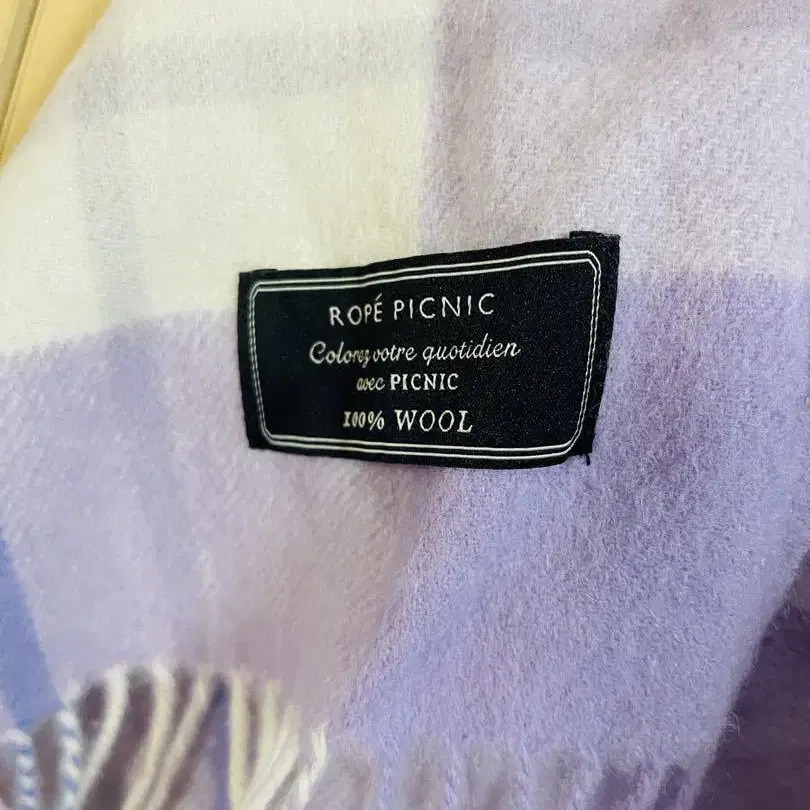 ROPÉ PICNIC
Colorez votre quotidien
avec PICNIC
100% WOOL